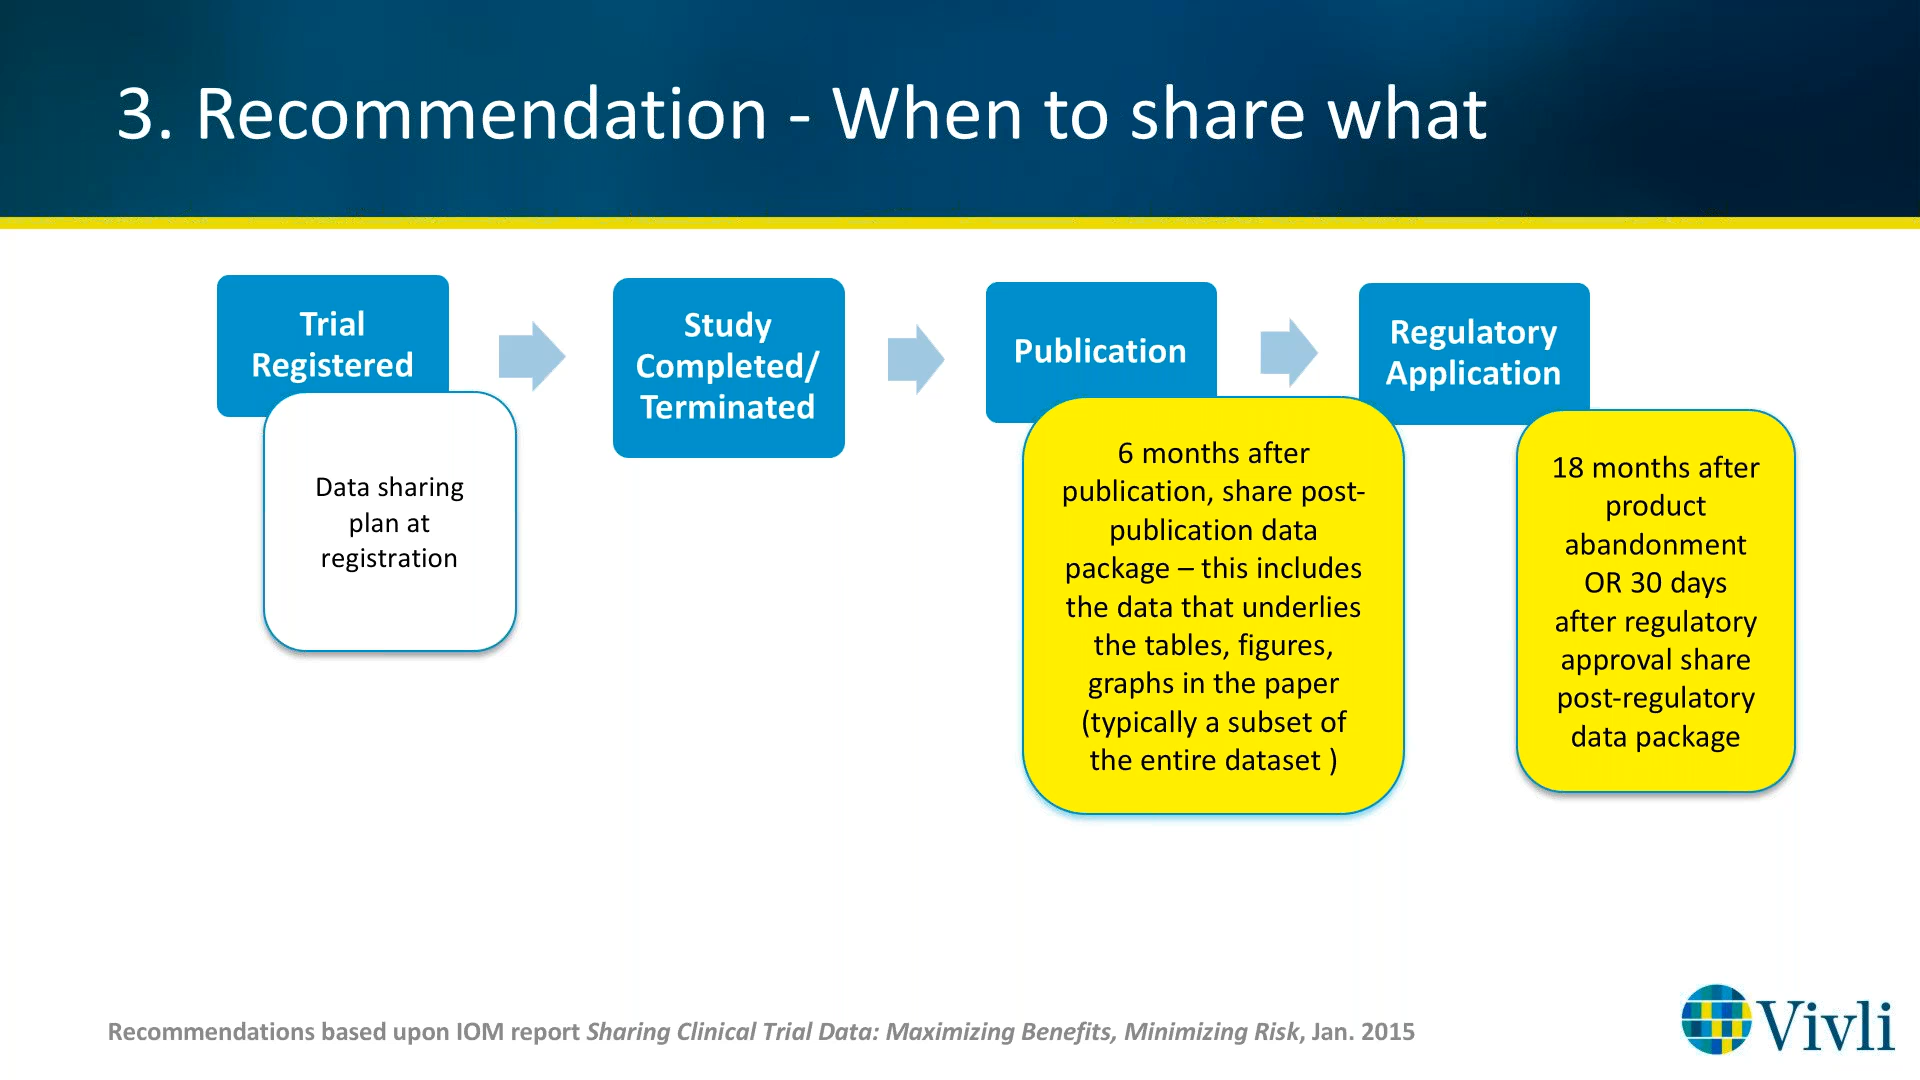 3. Recommendation - When to share what
Trial
Registered
Data sharing
plan at
registration
Study
Completed/
Terminated
Publication
6 months after
publication, share post-
publication data
package – this includes
the data that underlies
the tables, figures,
graphs in the paper
(typically a subset of
the entire dataset )
Regulatory
Application
18 months after
product
abandonment
OR 30 days
after regulatory
approval share
post-regulatory
data package
Recommendations based upon IOM report Sharing Clinical Trial Data: Maximizing Benefits, Minimizing Risk, Jan. 2015
Vivli